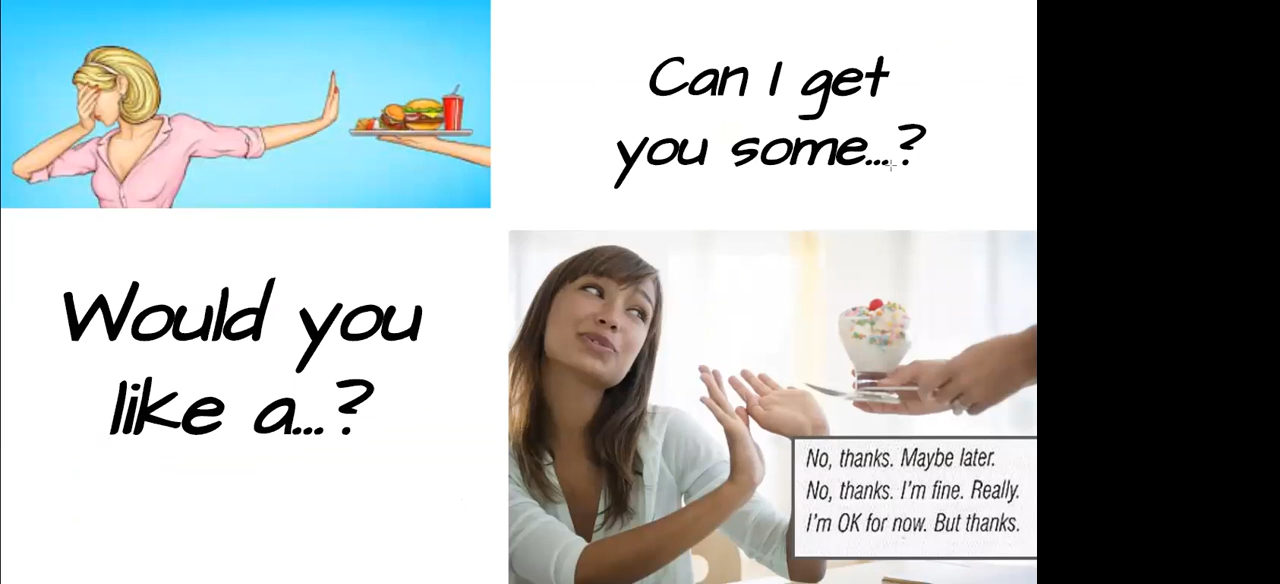 Can I get
you some...?
Would you
like a...?
No, thanks. Maybe later.
No, thanks. I'm fine. Really.
I'm OK for now. But thanks.